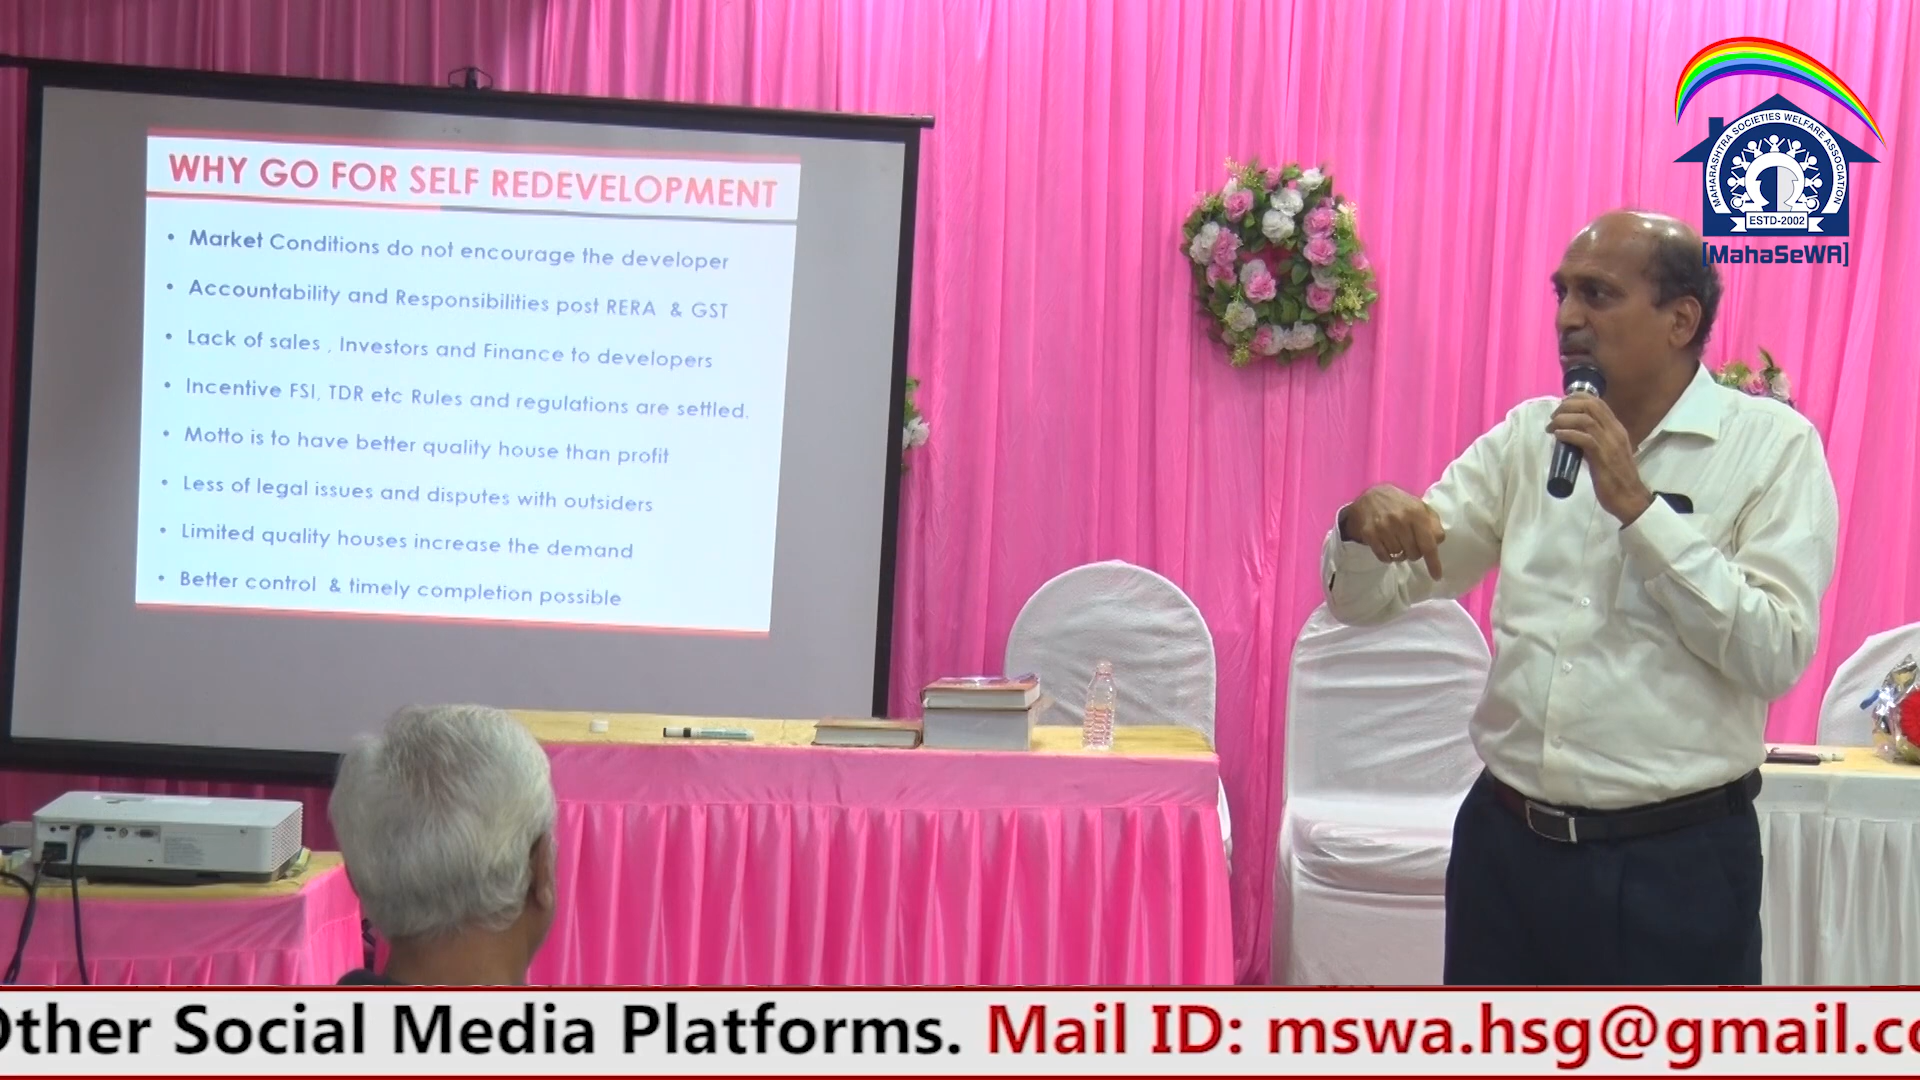 WHY GO FOR SELF REDEVELOPMENT
• Market Conditions do not encourage the developer
• Accountability and Responsibilities post RERA & GST
• Lack of sales , Investors and Finance to developers
• Incentive FSI, TDR etc Rules and regulations are settled.
• Motto is to have better quality house than profit
• Less of legal issues and disputes with outsiders
• Limited quality houses increase the demand
• Better control & timely completion possible
MAHARASHTRA SOCIETIES WELFARE ASSOCIATION
ESTD-2002
[MahaSeWA]
Other Social Media Platforms. Mail ID: mswa.hsg@gmail.co